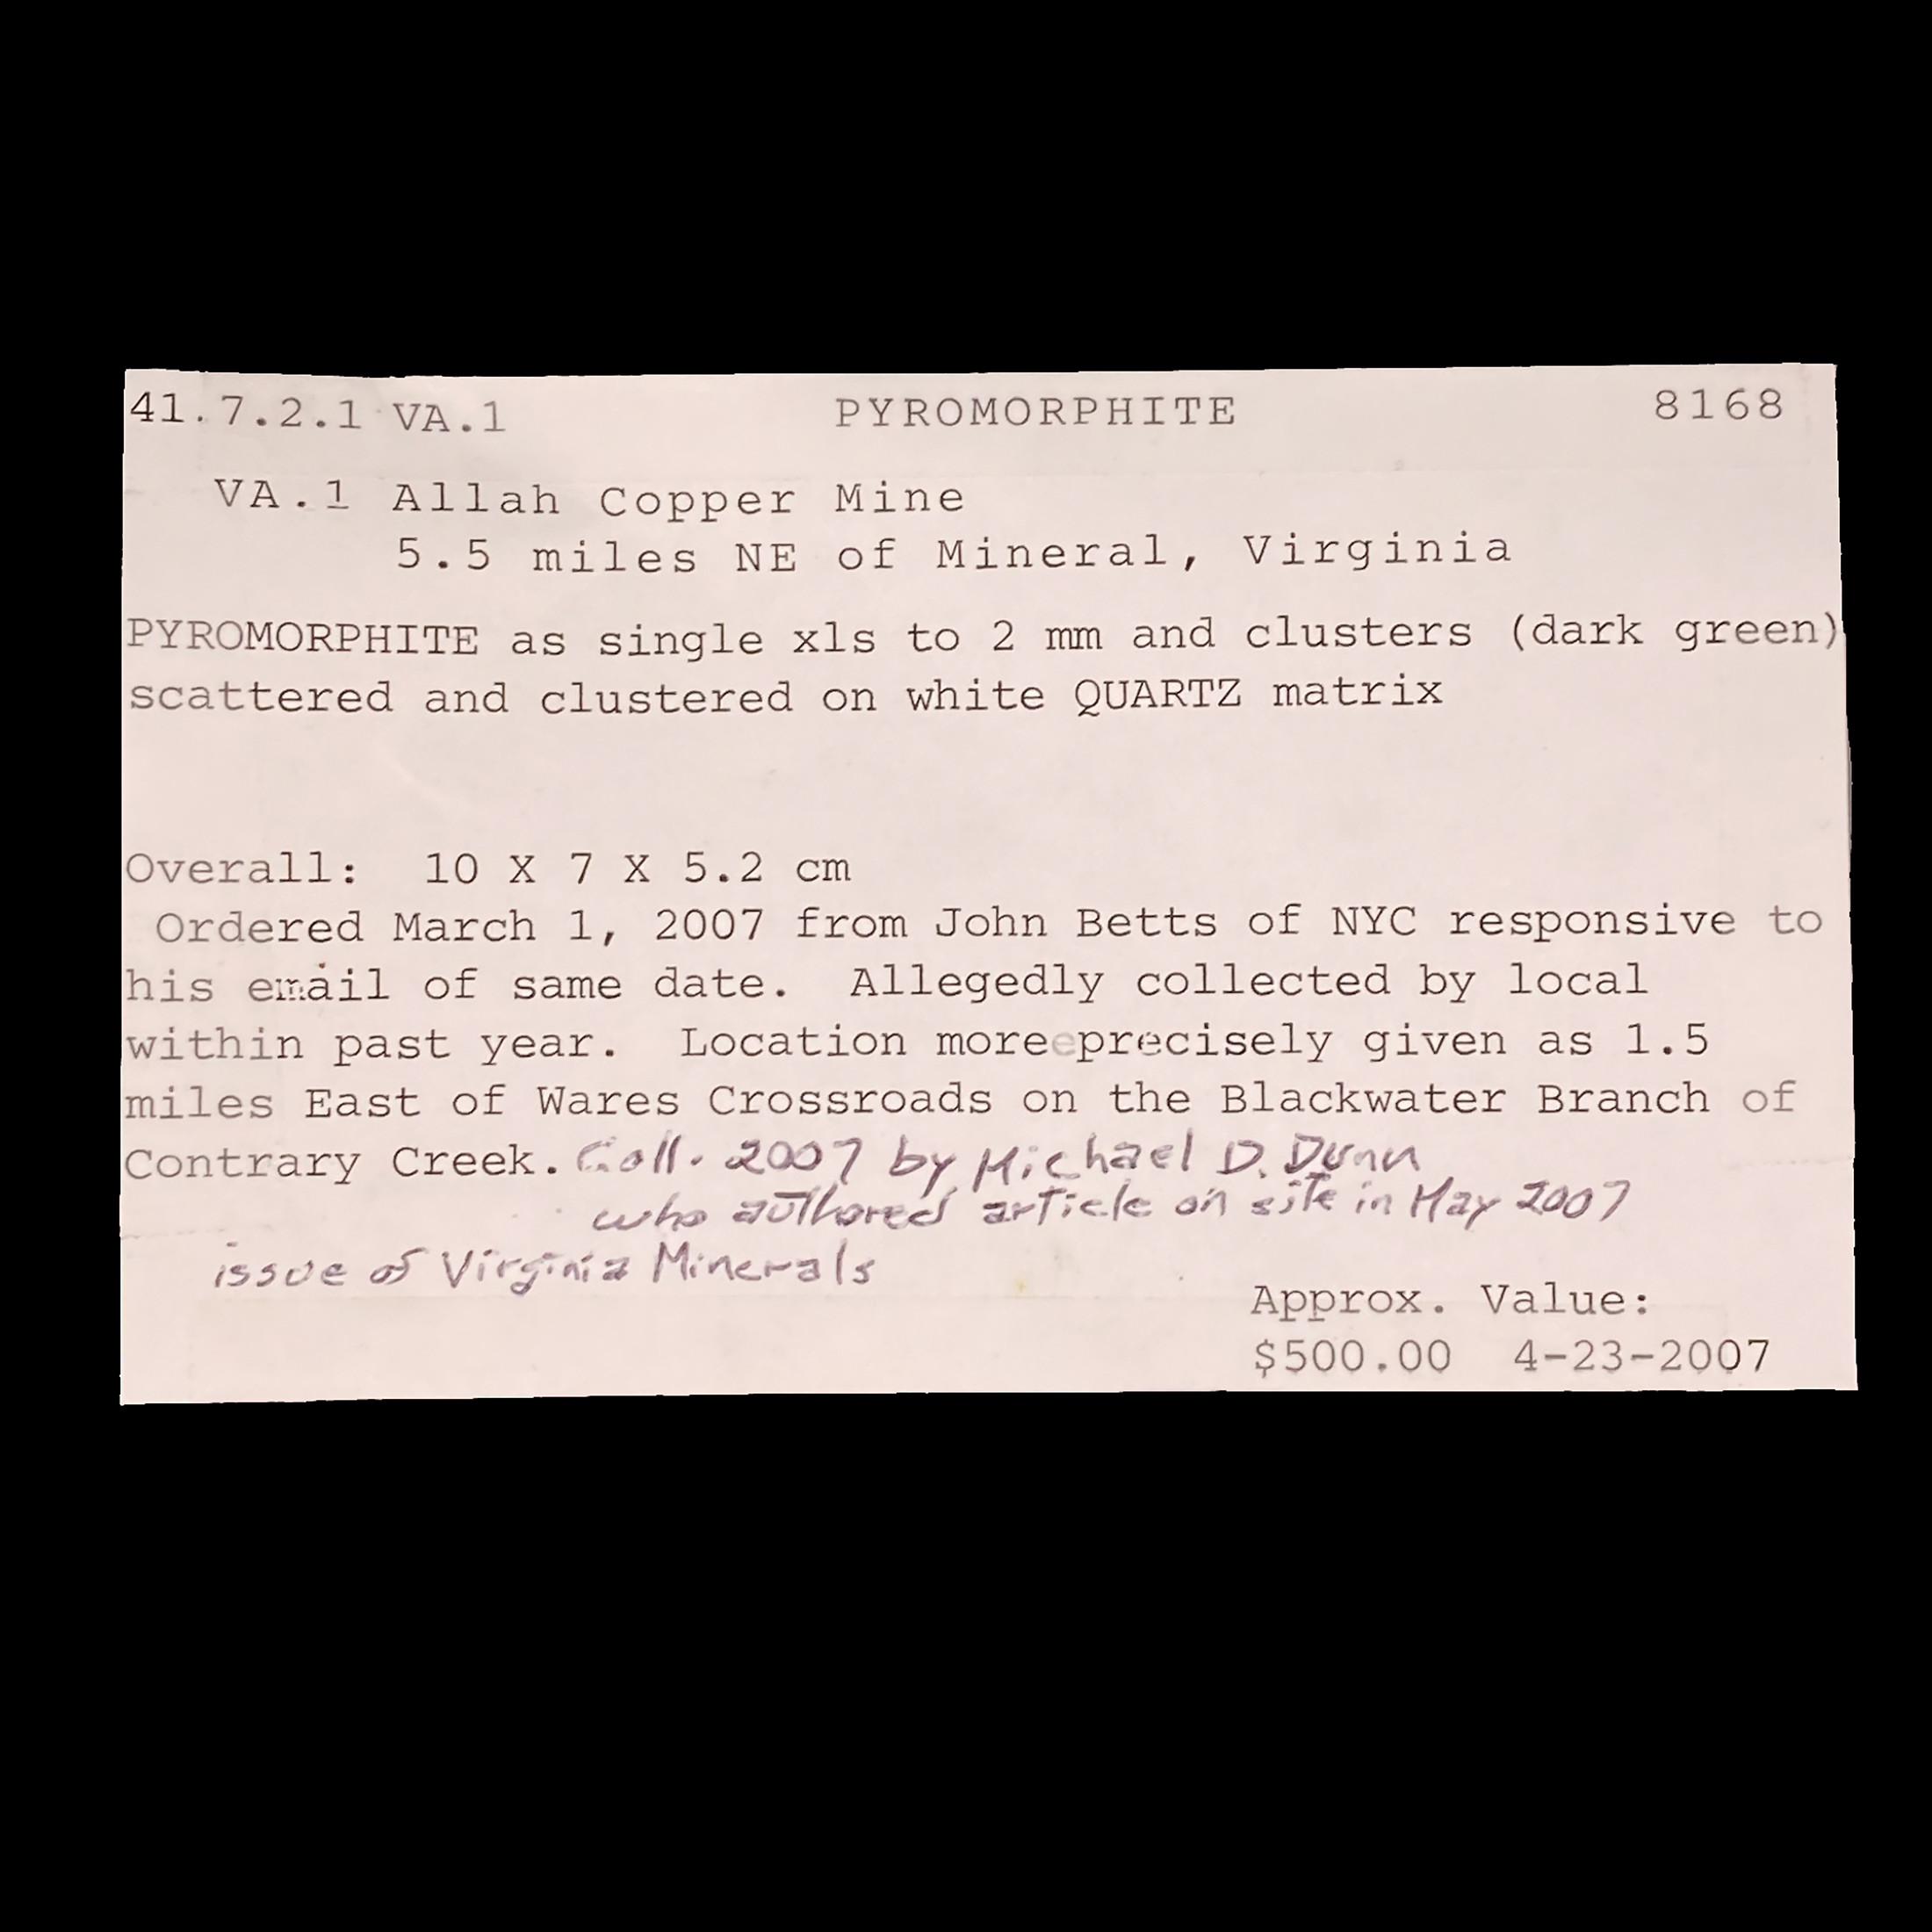 41.7.2.1 VA.1 PYROMORPHITE 8168
VA.1 Allah Copper Mine
5.5 miles NE of Mineral, Virginia
PYROMORPHITE as single xls to 2 mm and clusters (dark green)
scattered and clustered on white QUARTZ matrix
Overall: 10 X 7 X 5.2 cm
Ordered March 1, 2007 from John Betts of NYC responsive to
his email of same date. Allegedly collected by local
within past year. Location more precisely given as 1.5
miles East of Wares Crossroads on the Blackwater Branch of
Contrary Creek. Coll. 2007 by Michael D. Dunn
who authored article on site in May 2007
issue of Virginia Minerals
Approx. Value:
$500.00 4-23-2007